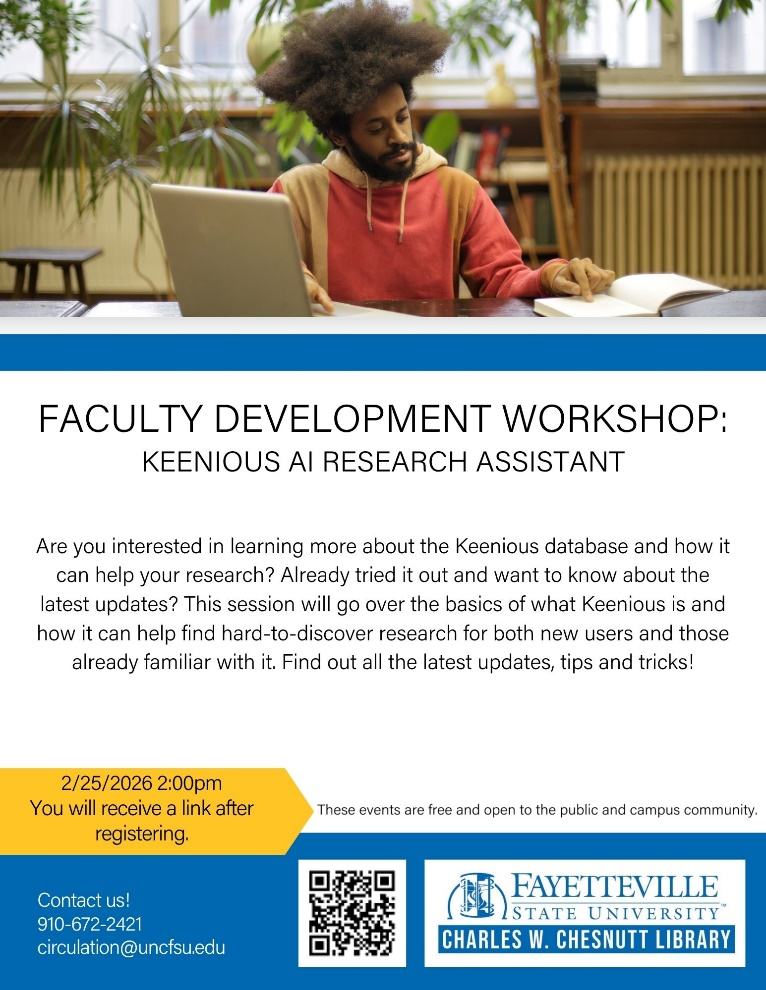 FACULTY DEVELOPMENT WORKSHOP:
KEENIOUS AI RESEARCH ASSISTANT
Are you interested in learning more about the Keenious database and how it
can help your research? Already tried it out and want to know about the
latest updates? This session will go over the basics of what Keenious is and
how it can help find hard-to-discover research for both new users and those
already familiar with it. Find out all the latest updates, tips and tricks!
2/25/2026 2:00pm
You will receive a link after
registering.
These events are free and open to the public and campus community.
Contact us!
910-672-2421
circulation@uncfsu.edu
FAYETTEVILLE
STATE UNIVERSITY™
CHARLES W. CHESNUTT LIBRARY